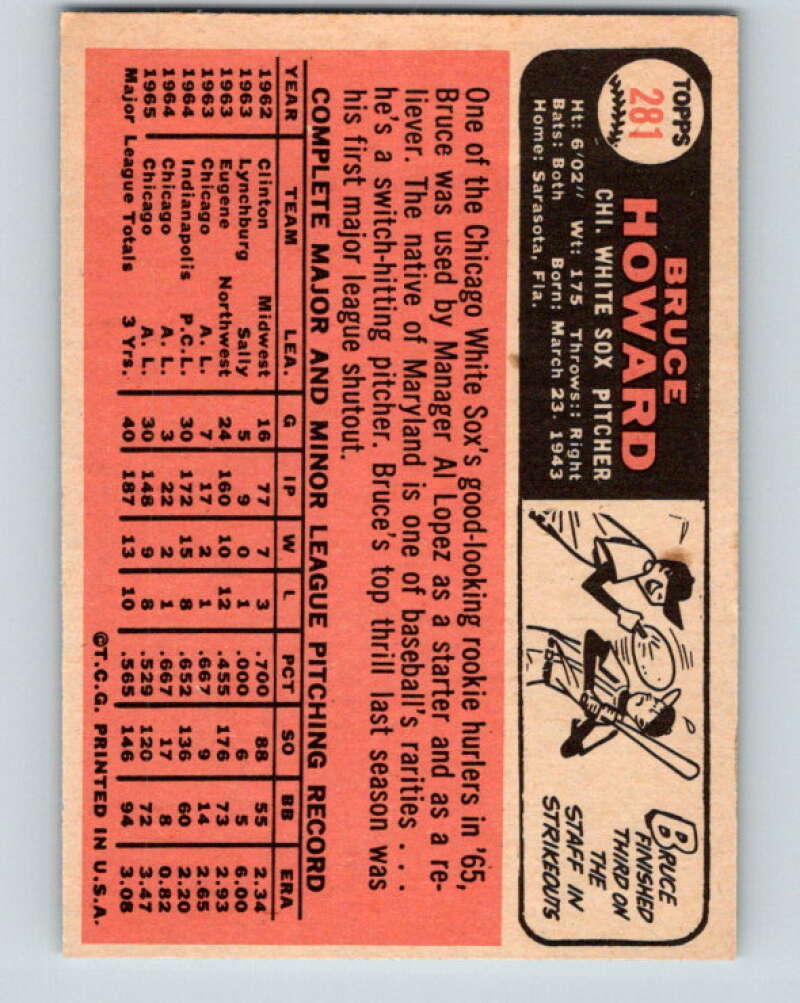 TOPPS
281
BRUCE
HOWARD
CHI. WHITE SOX PITCHER
Ht: 6'02" Wt: 175 Throws:: Right
Bats: Both Born: March 23. 1943
Home: Sarasota, Fla.
BRUCE
FINISHED
THIRD ON
THE
STAFF IN
STRIKEOUTS
One of the Chicago White Sox's good-looking rookie hurlers in '65,
Bruce was used by Manager Al Lopez as a starter and as a re-
liever. The native of Maryland is one of baseball's rarities . . .
he's a switch-hitting pitcher. Bruce's top thrill last season was
his first major league shutout.
COMPLETE MAJOR AND MINOR LEAGUE PITCHING RECORD
YEAR TEAM LEA. G IP W L PCT SO BB ERA
1962 Clinton Midwest 16 77 7 3 .700 88 55 2.34
1963 Lynchburg Sally 5 9 0 1 .000 6 5 6.00
1963 Eugene Northwest 24 160 10 12 .455 176 73 2.93
1963 Chicago A. L. 7 17 2 1 .667 9 14 2.65
1964 Indianapolis P.C.L. 30 172 15 8 .652 136 60 2.20
1964 Chicago A. L. 3 22 2 1 .667 17 8 0.82
1965 Chicago A. L. 30 148 9 8 .529 120 72 3.47
Major League Totals 3 Yrs. 40 187 13 10 .565 146 94 3.08
©T.C.G. PRINTED IN U.S.A.